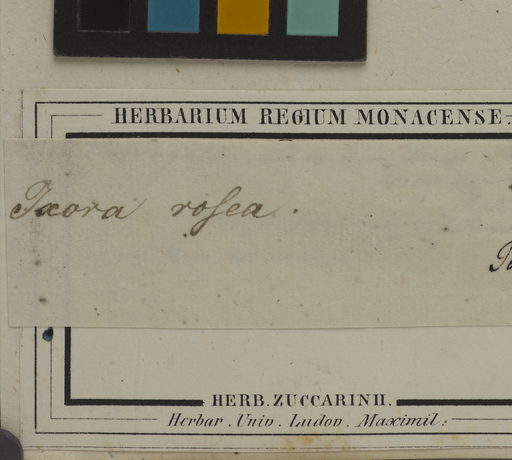 HERBARIUM REGIUM MONACENSE
Ixora rosea.
HERB. ZUCCARINII.
Herbar. Univ. Ludov. Maximil: